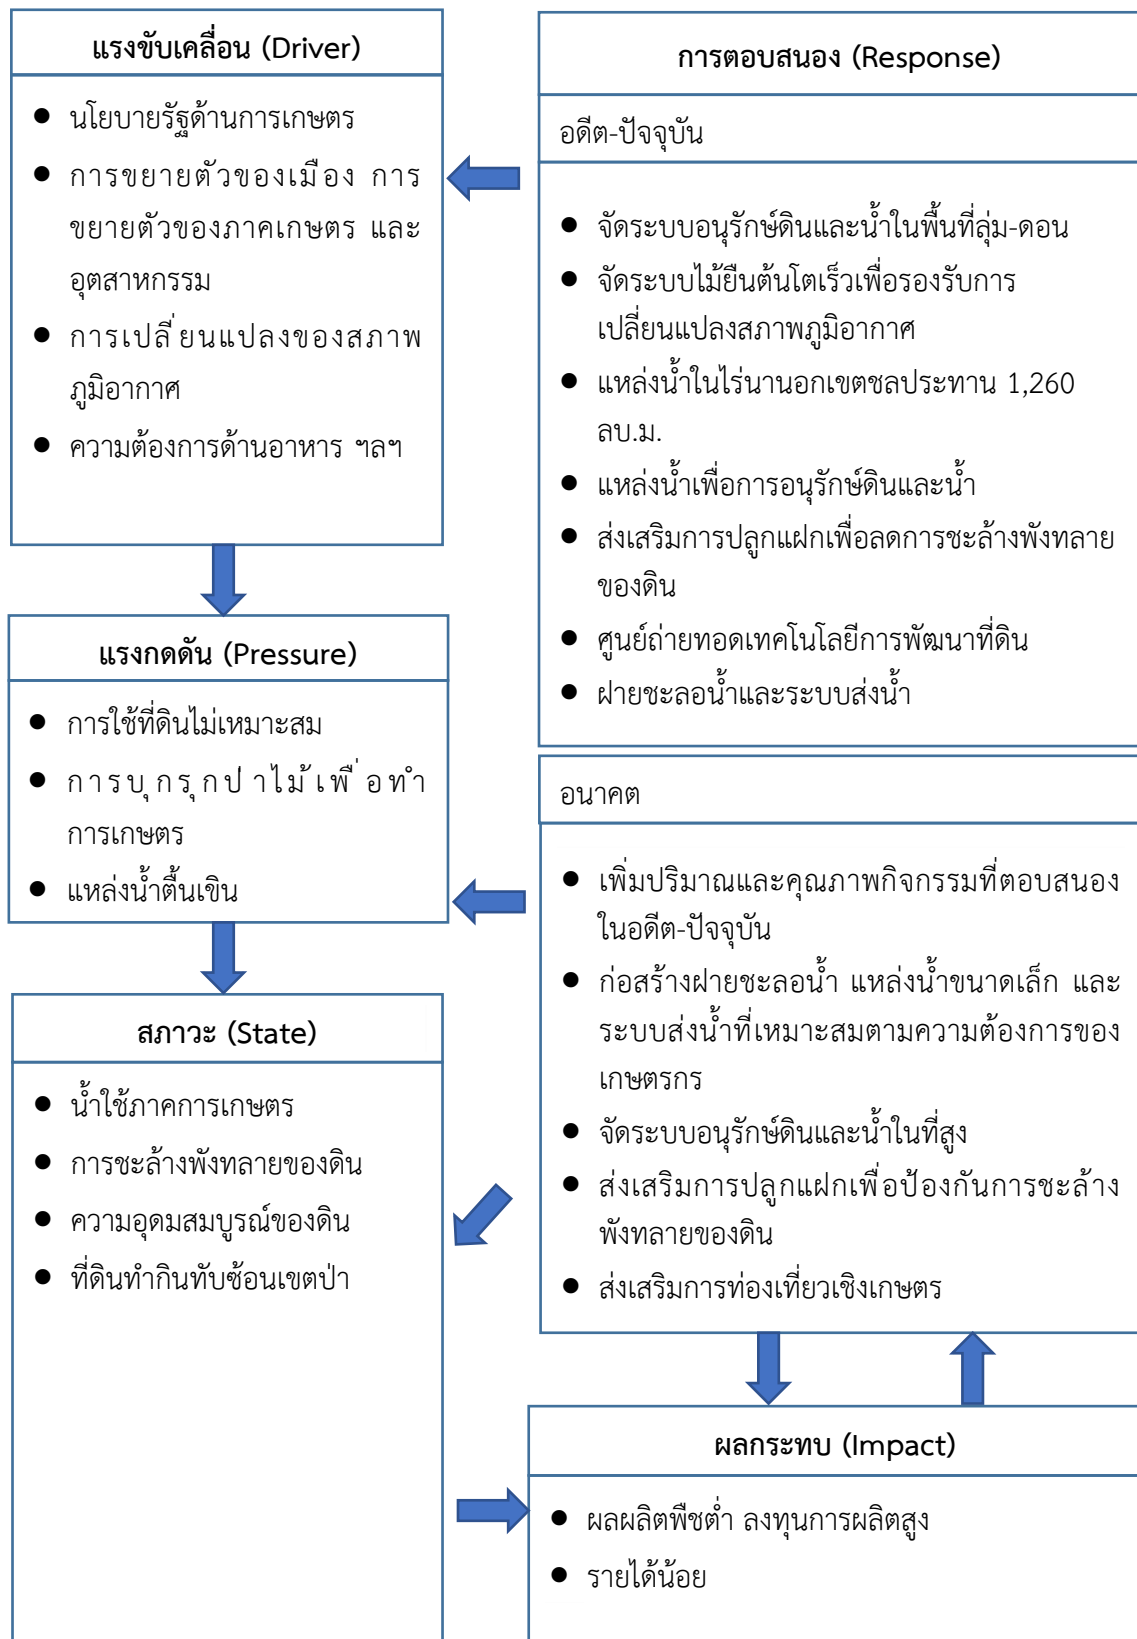 แรงขับเคลื่อน (Driver)
● นโยบายรัฐด้านการเกษตร
● การขยายตัวของเมือง การ
ขยายตัวของภาคเกษตร และ
อุตสาหกรรม
● การเปลี่ยนแปลงของสภาพ
ภูมิอากาศ
● ความต้องการด้านอาหาร ฯลฯ
แรงกดดัน (Pressure)
● การใช้ที่ดินไม่เหมาะสม
● การบุกรุกป่าไม้เพื่อทำ
การเกษตร
● แหล่งน้ำตื้นเขิน
สภาวะ (State)
● น้ำใช้ภาคการเกษตร
● การชะล้างพังทลายของดิน
● ความอุดมสมบูรณ์ของดิน
● ที่ดินทำกินทับซ้อนเขตป่า
การตอบสนอง (Response)
อดีต-ปัจจุบัน
● จัดระบบอนุรักษ์ดินและน้ำในพื้นที่ลุ่ม-ดอน
● จัดระบบไม้ยืนต้นโตเร็วเพื่อรองรับการ
เปลี่ยนแปลงสภาพภูมิอากาศ
● แหล่งน้ำในไร่นานอกเขตชลประทาน 1,260
ลบ.ม.
● แหล่งน้ำเพื่อการอนุรักษ์ดินและน้ำ
● ส่งเสริมการปลูกแฝกเพื่อลดการชะล้างพังทลาย
ของดิน
● ศูนย์ถ่ายทอดเทคโนโลยีการพัฒนาที่ดิน
● ฝายชะลอน้ำและระบบส่งน้ำ
อนาคต
● เพิ่มปริมาณและคุณภาพกิจกรรมที่ตอบสนอง
ในอดีต-ปัจจุบัน
● ก่อสร้างฝายชะลอน้ำ แหล่งน้ำขนาดเล็ก และ
ระบบส่งน้ำที่เหมาะสมตามความต้องการของ
เกษตรกร
● จัดระบบอนุรักษ์ดินและน้ำในที่สูง
● ส่งเสริมการปลูกแฝกเพื่อป้องกันการชะล้าง
พังทลายของดิน
● ส่งเสริมการท่องเที่ยวเชิงเกษตร
ผลกระทบ (Impact)
● ผลผลิตพืชต่ำ ลงทุนการผลิตสูง
● รายได้น้อย